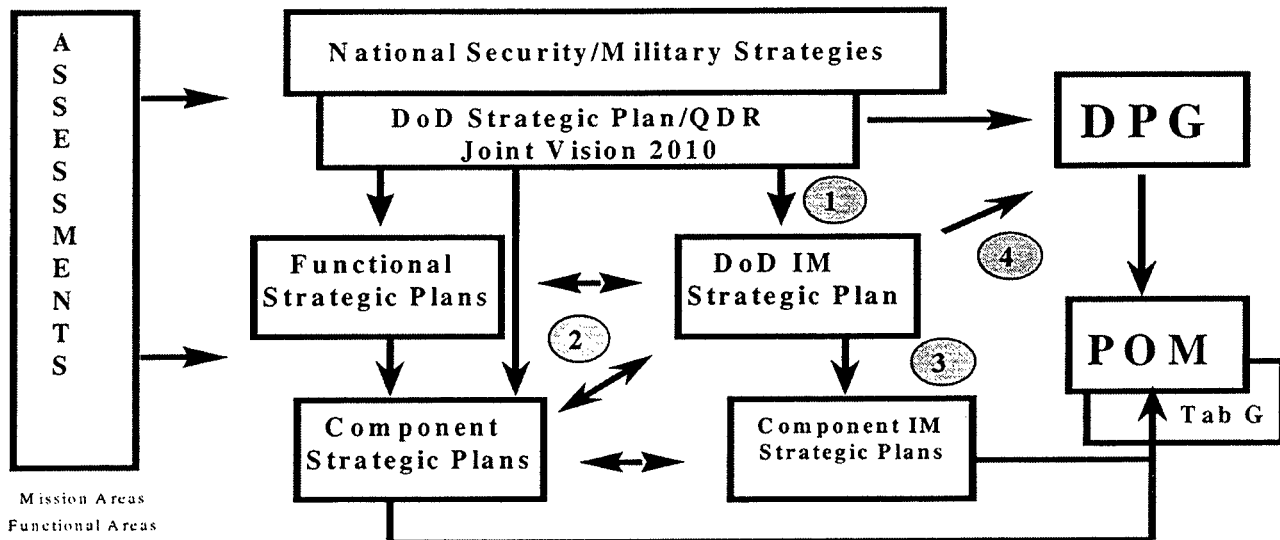 ASSESSMENTS
National Security/Military Strategies
DoD Strategic Plan/QDR
Joint Vision 2010
DPG
1
Functional
Strategic Plans
DoD IM
Strategic Plan
4
2
3
POM
Tab G
Component
Strategic Plans
Component IM
Strategic Plans
Mission Areas
Functional Areas